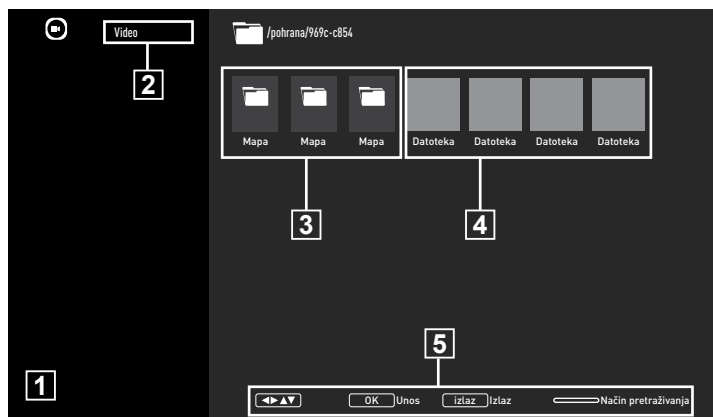 Video
/pohrana/969c-c854
2
Mapa Mapa Mapa Datoteka Datoteka Datoteka Datoteka
3
4
5
1
◀▶▲▼ OK Unos izlaz Izlaz Način pretraživanja